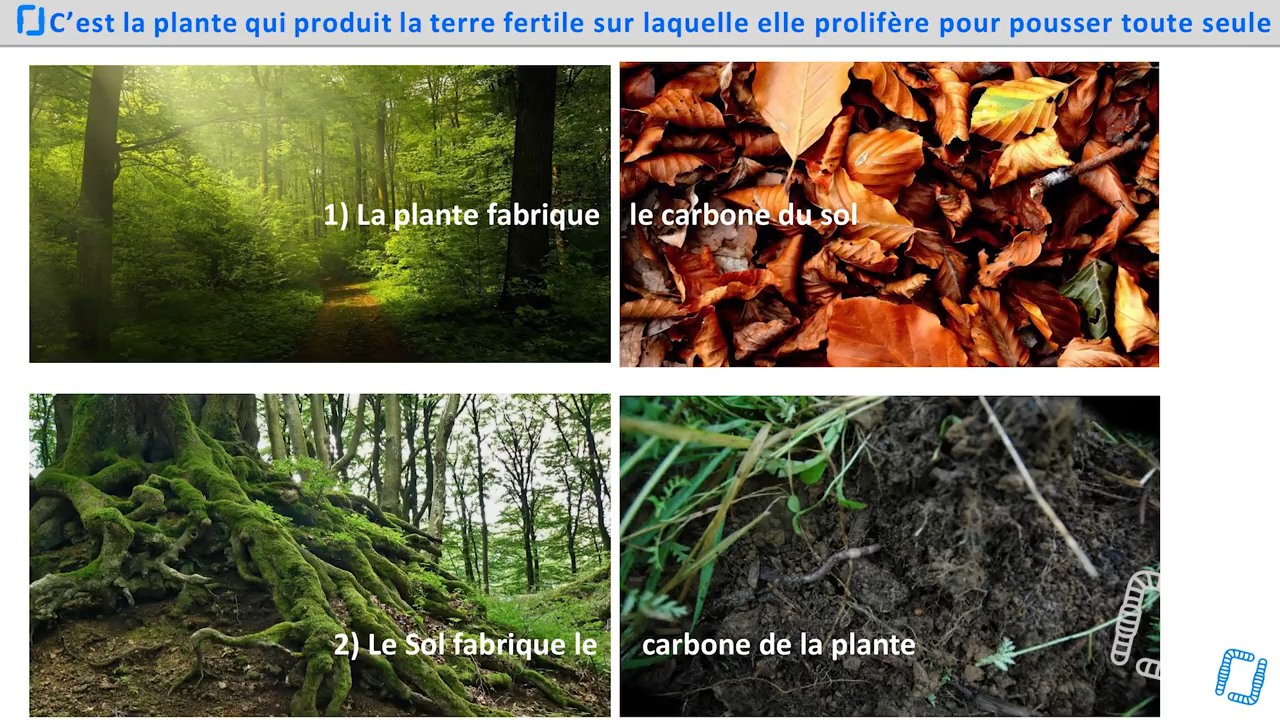 C’est la plante qui produit la terre fertile sur laquelle elle prolifère pour pousser toute seule
1) La plante fabrique le carbone du sol
2) Le Sol fabrique le carbone de la plante